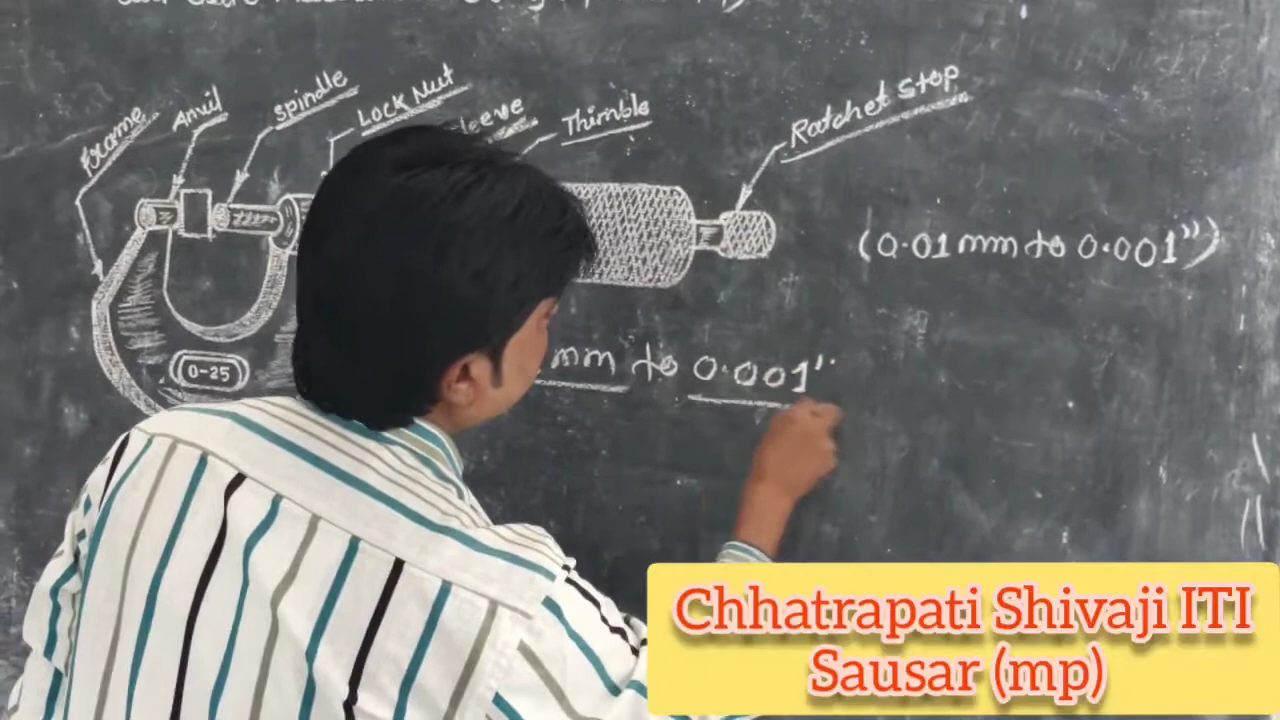 Frame
Anvil
Spindle
Lock Nut
Sleeve
Thimble
Ratchet Stop
(0.01 mm to 0.001")
0-25
mm to 0.001"
Chhatrapati Shivaji ITI
Sausar (mp)